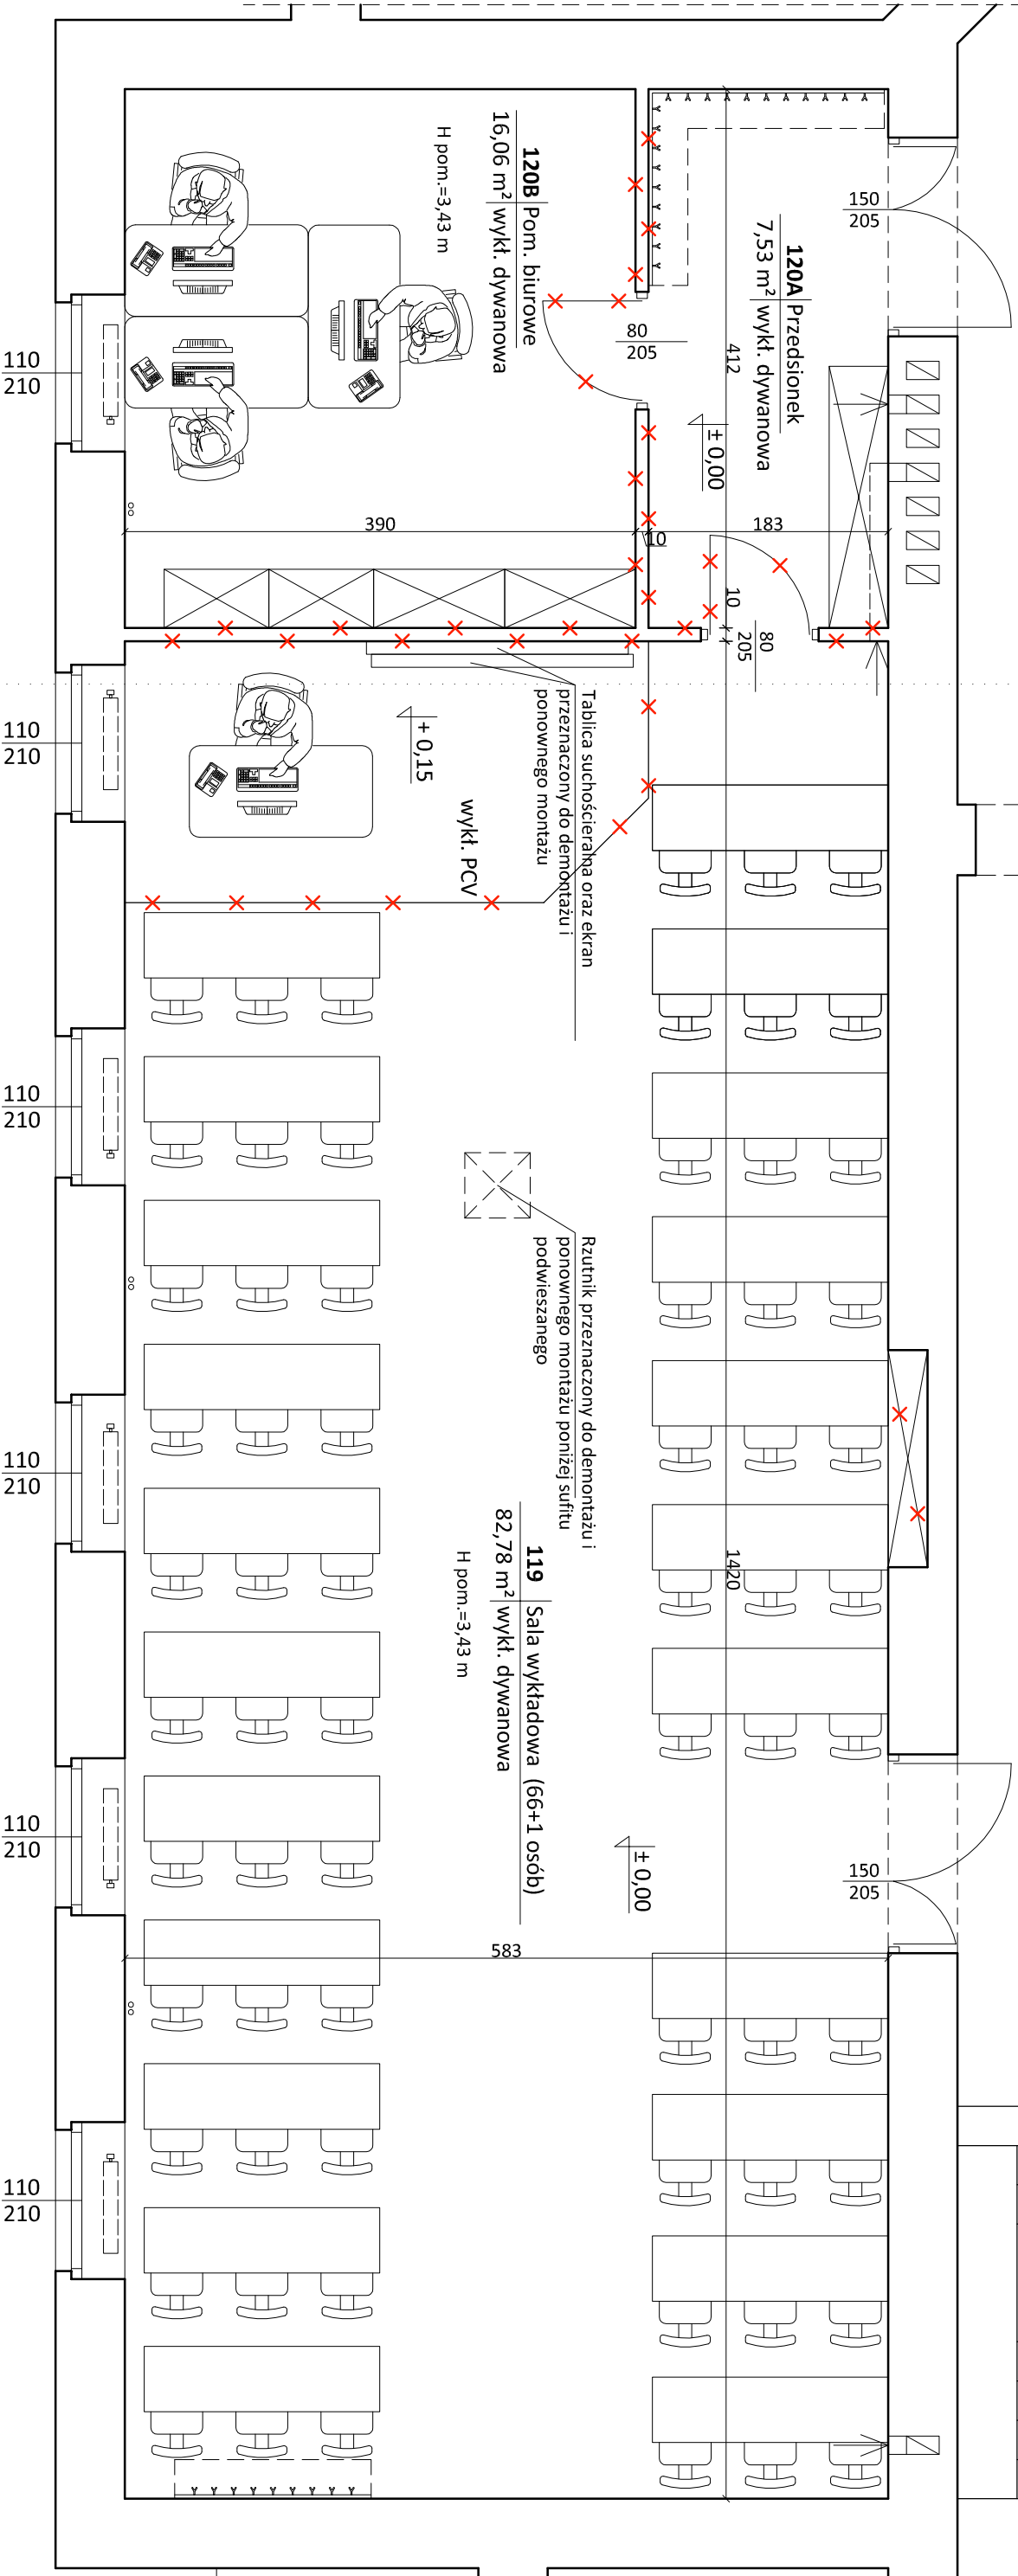 150
205
120A Przedsionek
7,53 m² wykł. dywanowa
120B Pom. biurowe
16,06 m² wykł. dywanowa
H pom.=3,43 m
80
205
412
± 0,00
110
210
390
10
183
10
80
205
Tablica suchościeralna oraz ekran
przeznaczony do demontażu i
ponownego montażu
+ 0,15
wykł. PCV
110
210
110
210
Rzutnik przeznaczony do demontażu i
ponownego montażu poniżej sufitu
podwieszanego
110
210
1420
119 Sala wykładowa (66+1 osób)
82,78 m² wykł. dywanowa
H pom.=3,43 m
± 0,00
110
210
150
205
583
110
210